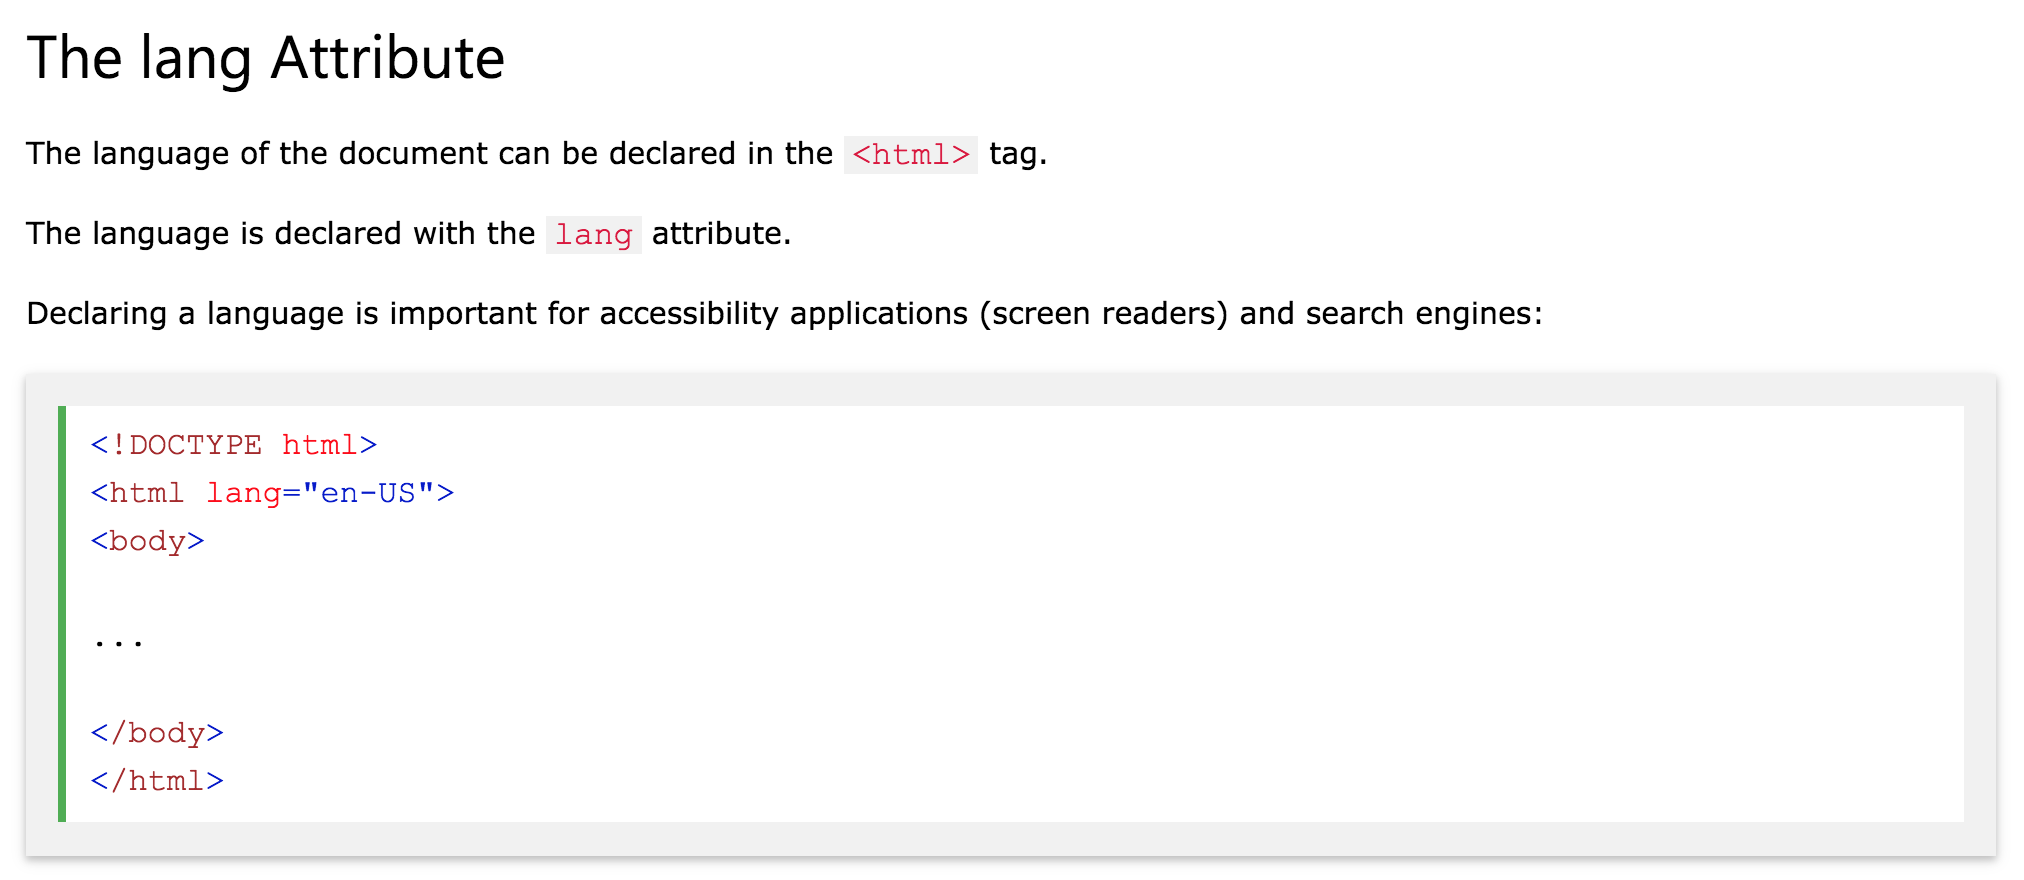 The lang Attribute
The language of the document can be declared in the <html> tag.
The language is declared with the lang attribute.
Declaring a language is important for accessibility applications (screen readers) and search engines:
<!DOCTYPE html>
<html lang="en-US">
<body>
...
</body>
</html>